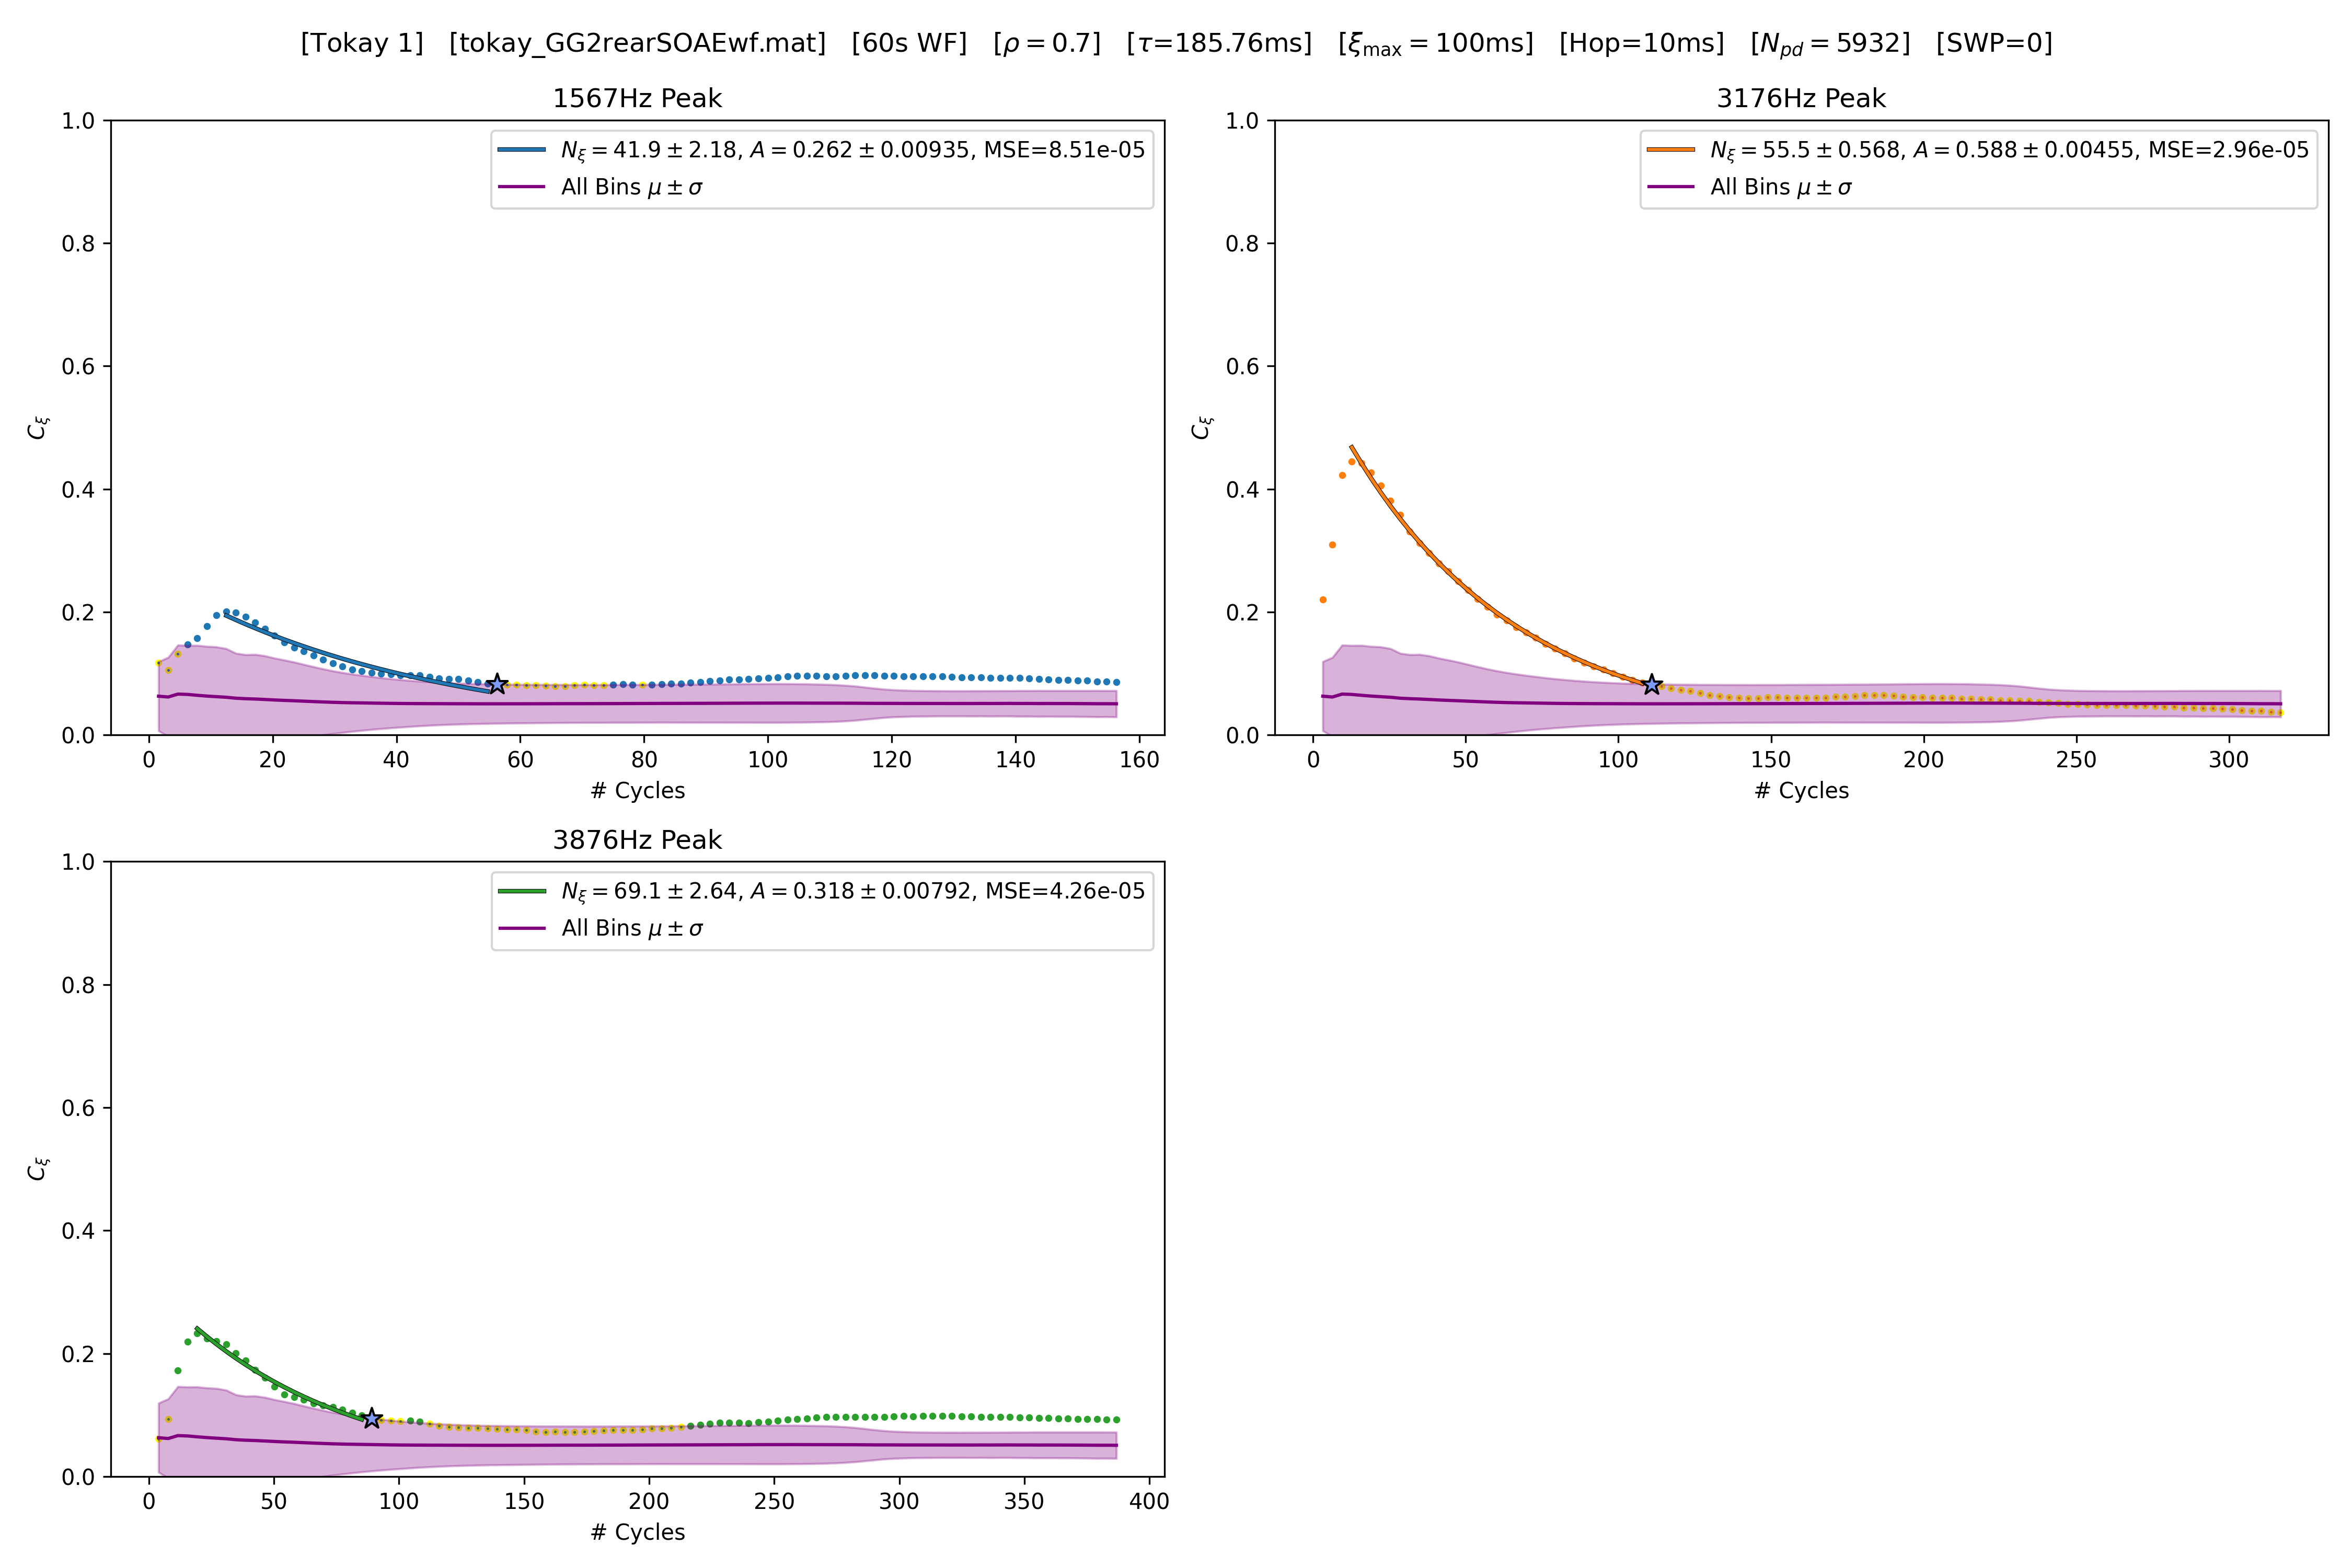 [Tokay 1] [tokay_GG2rearSOAEwf.mat] [60s WF] [ρ = 0.7] [τ=185.76ms] [ξmax = 100ms] [Hop=10ms] [Npd = 5932] [SWP=0]
1567Hz Peak
Nξ = 41.9 ± 2.18, A = 0.262 ± 0.00935, MSE=8.51e-05
All Bins μ ± σ
1.0
0.8
0.6
0.4
0.2
0.0
Cξ
0 20 40 60 80 100 120 140 160
# Cycles
3176Hz Peak
Nξ = 55.5 ± 0.568, A = 0.588 ± 0.00455, MSE=2.96e-05
All Bins μ ± σ
1.0
0.8
0.6
0.4
0.2
0.0
Cξ
0 50 100 150 200 250 300
# Cycles
3876Hz Peak
Nξ = 69.1 ± 2.64, A = 0.318 ± 0.00792, MSE=4.26e-05
All Bins μ ± σ
1.0
0.8
0.6
0.4
0.2
0.0
Cξ
0 50 100 150 200 250 300 350 400
# Cycles